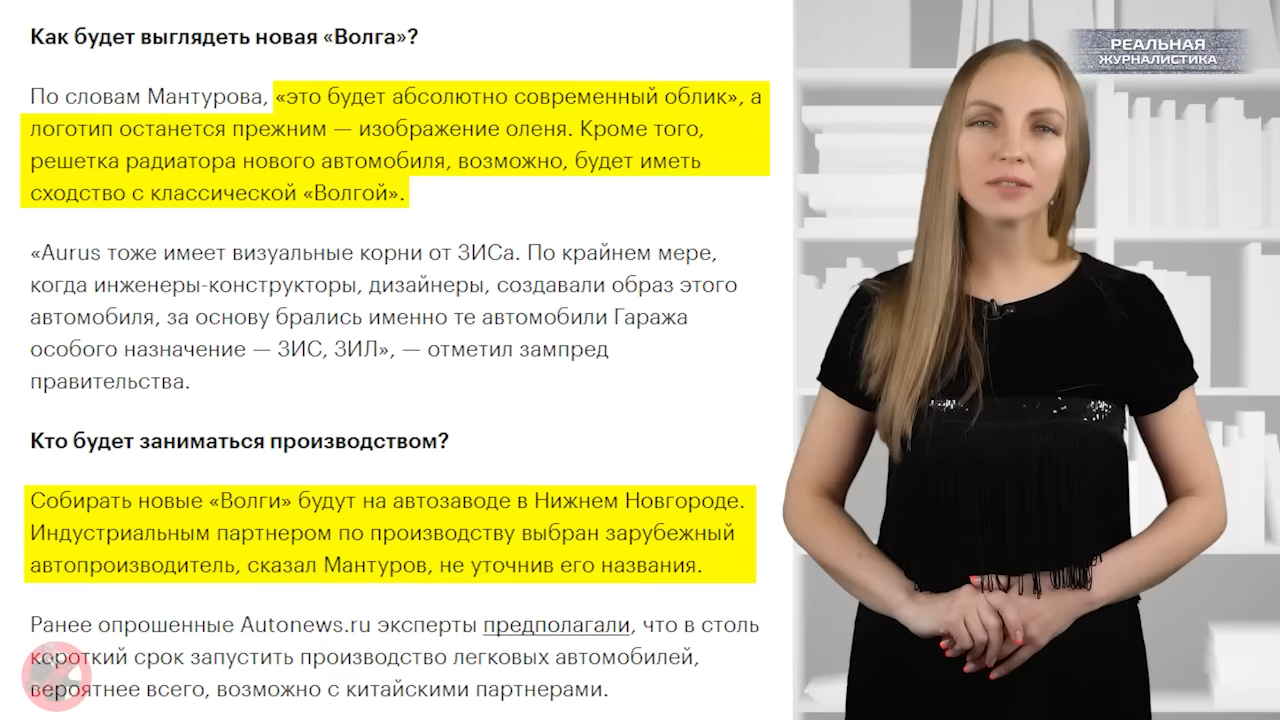 Как будет выглядеть новая «Волга»?
По словам Мантурова, «это будет абсолютно современный облик», а
логотип останется прежним — изображение оленя. Кроме того,
решетка радиатора нового автомобиля, возможно, будет иметь
сходство с классической «Волгой».
«Aurus тоже имеет визуальные корни от ЗИСа. По крайнем мере,
когда инженеры-конструкторы, дизайнеры, создавали образ этого
автомобиля, за основу брались именно те автомобили Гаража
особого назначение — ЗИС, ЗИЛ», — отметил зампред
правительства.
Кто будет заниматься производством?
Собирать новые «Волги» будут на автозаводе в Нижнем Новгороде.
Индустриальным партнером по производству выбран зарубежный
автопроизводитель, сказал Мантуров, не уточнив его названия.
Ранее опрошенные Autonews.ru эксперты предполагали, что в столь
короткий срок запустить производство легковых автомобилей,
вероятнее всего, возможно с китайскими партнерами.
РЕАЛЬНАЯ
ЖУРНАЛИСТИКА